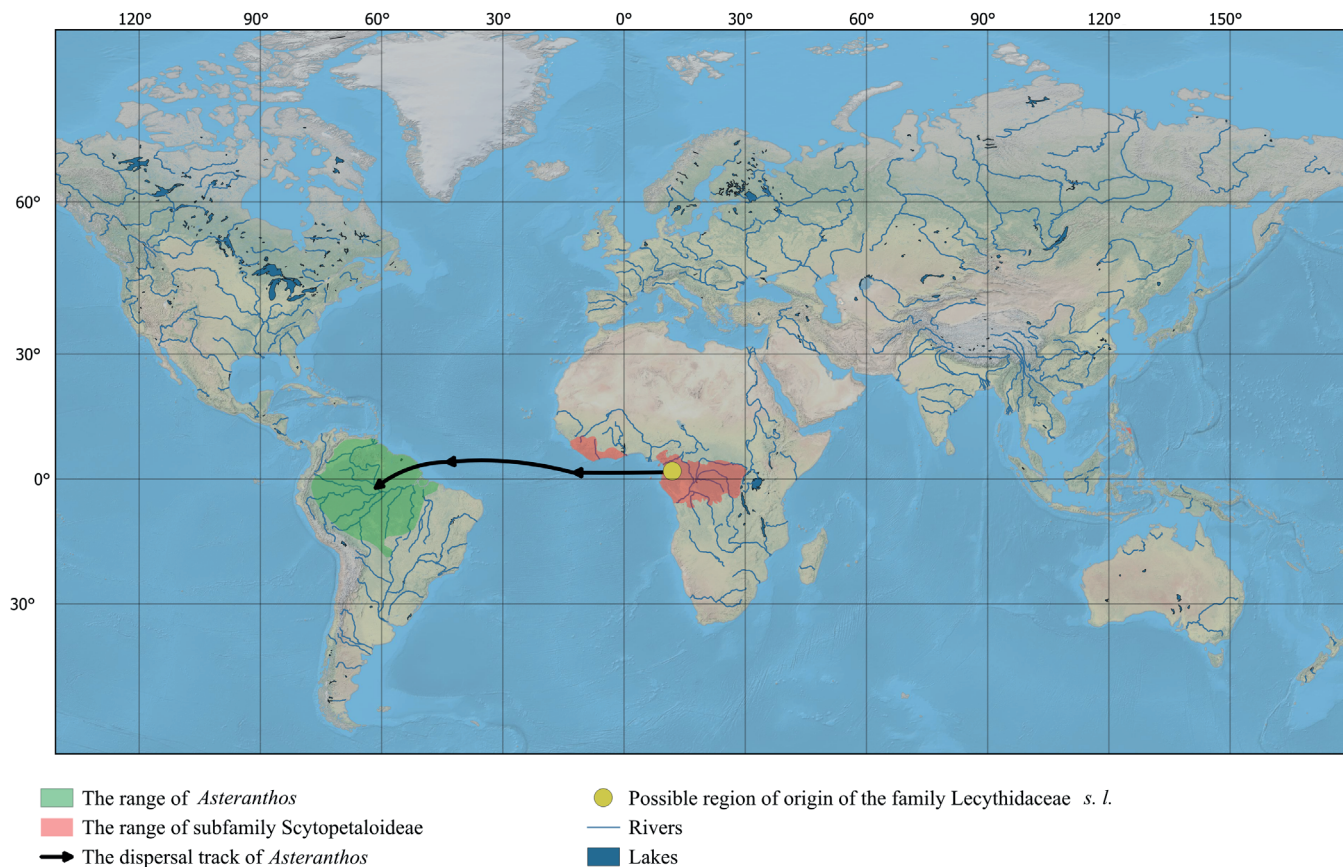 120° 90° 60° 30° 0° 30° 60° 90° 120° 150°
60°
30°
0°
30°
The range of Asteranthos
The range of subfamily Scytopetaloideae
The dispersal track of Asteranthos
Possible region of origin of the family Lecythidaceae s. l.
Rivers
Lakes